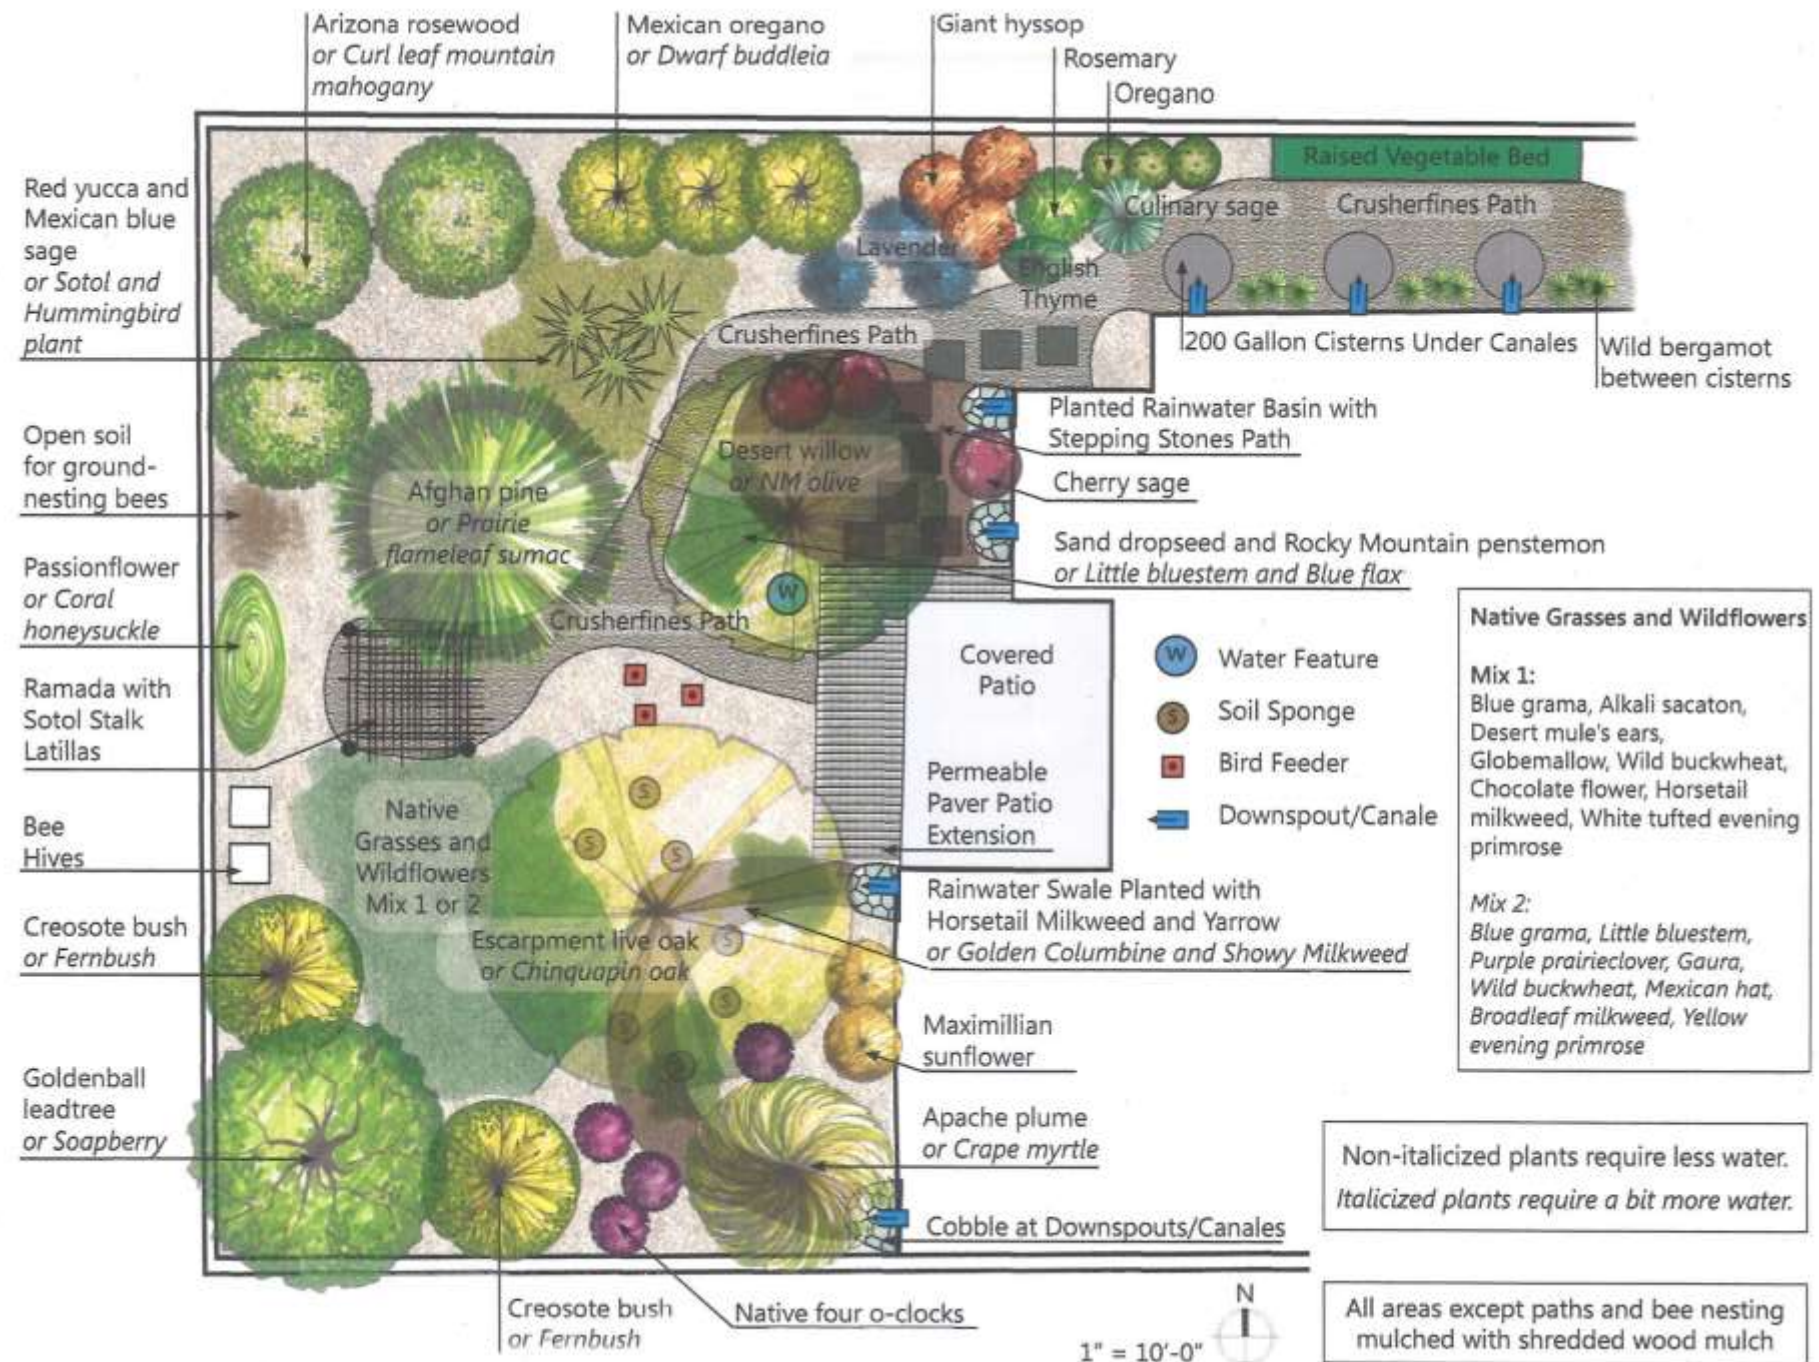 Arizona rosewood
or Curl leaf mountain
mahogany
Mexican oregano
or Dwarf buddleia
Giant hyssop
Rosemary
Oregano
Raised Vegetable Bed
Culinary sage
Crusherfines Path
Lavender
English
Thyme
Crusherfines Path
200 Gallon Cisterns Under Canales
Wild bergamot
between cisterns
Red yucca and
Mexican blue
sage
or Sotol and
Hummingbird
plant
Open soil
for ground-
nesting bees
Passionflower
or Coral
honeysuckle
Ramada with
Sotol Stalk
Latillas
Bee
Hives
Creosote bush
or Fernbush
Goldenball
leadtree
or Soapberry
Afghan pine
or Prairie
flameleaf sumac
Desert willow
or NM olive
W
Crusherfines Path
Planted Rainwater Basin with
Stepping Stones Path
Cherry sage
Sand dropseed and Rocky Mountain penstemon
or Little bluestem and Blue flax
Covered
Patio
Permeable
Paver Patio
Extension
W Water Feature
S Soil Sponge
Bird Feeder
Downspout/Canale
Native Grasses and Wildflowers
Mix 1:
Blue grama, Alkali sacaton,
Desert mule's ears,
Globemallow, Wild buckwheat,
Chocolate flower, Horsetail
milkweed, White tufted evening
primrose
Mix 2:
Blue grama, Little bluestem,
Purple prairieclover, Gaura,
Wild buckwheat, Mexican hat,
Broadleaf milkweed, Yellow
evening primrose
Native
Grasses and
Wildflowers
Mix 1 or 2
S
S
S
Escarpment live oak
or Chinquapin oak
S
S
S
S
Rainwater Swale Planted with
Horsetail Milkweed and Yarrow
or Golden Columbine and Showy Milkweed
Maximillian
sunflower
Apache plume
or Crape myrtle
Cobble at Downspouts/Canales
Creosote bush
or Fernbush
Native four o-clocks
N
1" = 10'-0"
Non-italicized plants require less water.
Italicized plants require a bit more water.
All areas except paths and bee nesting
mulched with shredded wood mulch